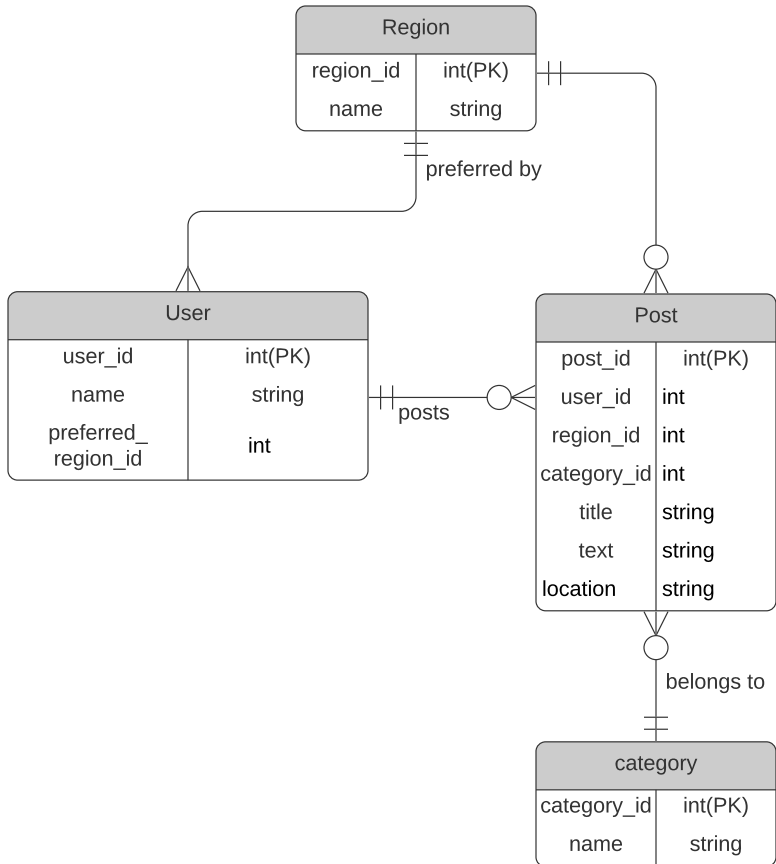 Region
region_id int(PK)
name string
preferred by
User
user_id int(PK)
name string
preferred_
region_id
int
posts
Post
post_id int(PK)
user_id int
region_id int
category_id int
title string
text string
location string
belongs to
category
category_id int(PK)
name string